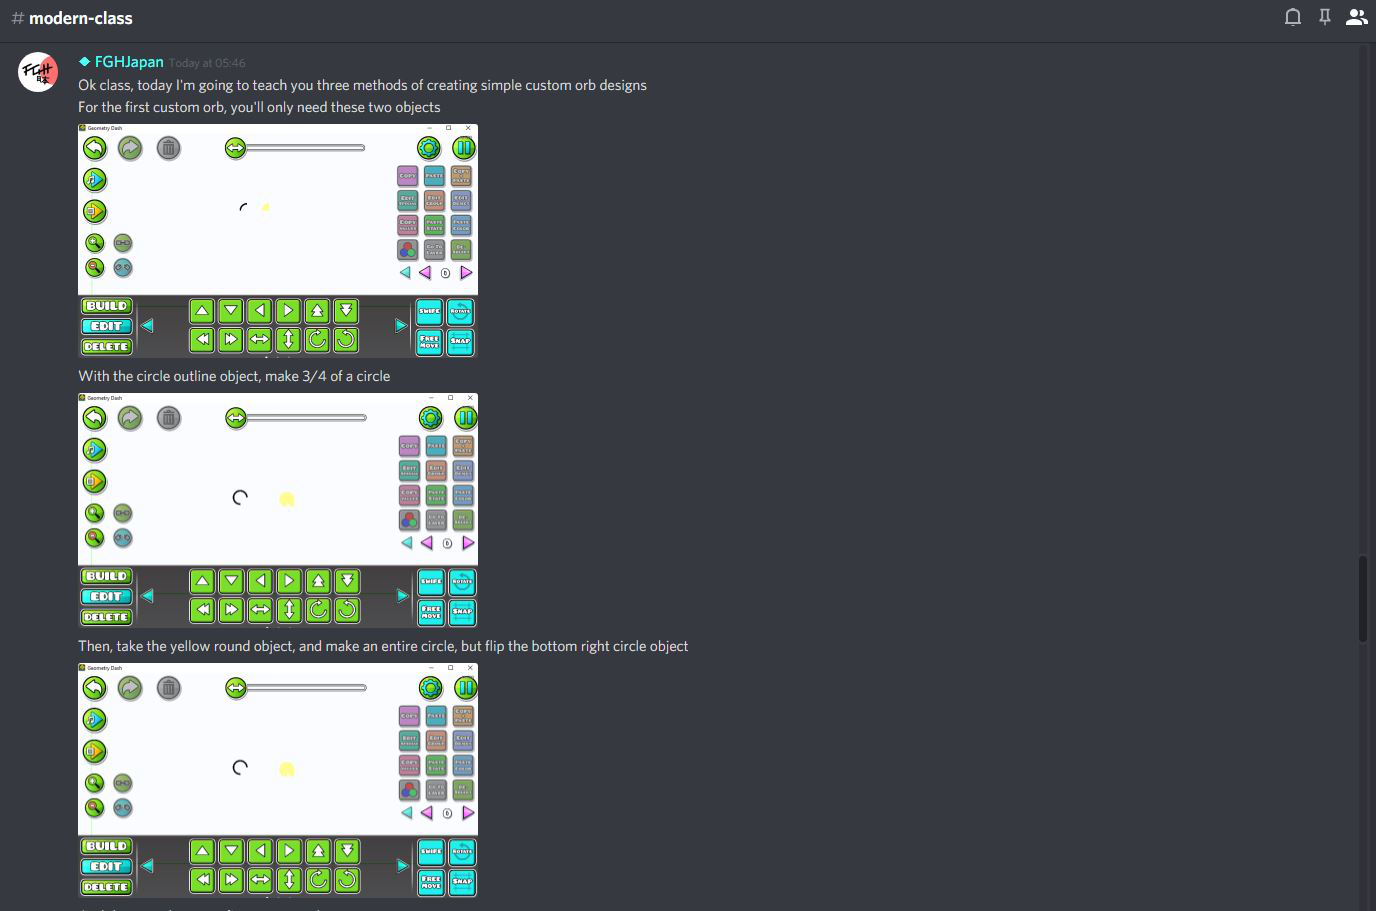 # modern-class
FGHJapan Today at 05:46
Ok class, today I'm going to teach you three methods of creating simple custom orb designs
For the first custom orb, you'll only need these two objects
Geometry Dash
COPY PASTE COPY + PASTE
EDIT SPECIAL EDIT GROUP EDIT OBJECT
COPY VALUES PASTE STATE PASTE COLOR
GO TO LAYER DE-SELECT
0
BUILD
EDIT
DELETE
SWIPE ROTATE
FREE MOVE SNAP
With the circle outline object, make 3/4 of a circle
Geometry Dash
COPY PASTE COPY + PASTE
EDIT SPECIAL EDIT GROUP EDIT OBJECT
COPY VALUES PASTE STATE PASTE COLOR
GO TO LAYER DE-SELECT
0
BUILD
EDIT
DELETE
SWIPE ROTATE
FREE MOVE SNAP
Then, take the yellow round object, and make an entire circle, but flip the bottom right circle object
Geometry Dash
COPY PASTE COPY + PASTE
EDIT SPECIAL EDIT GROUP EDIT OBJECT
COPY VALUES PASTE STATE PASTE COLOR
GO TO LAYER DE-SELECT
0
BUILD
EDIT
DELETE
SWIPE ROTATE
FREE MOVE SNAP